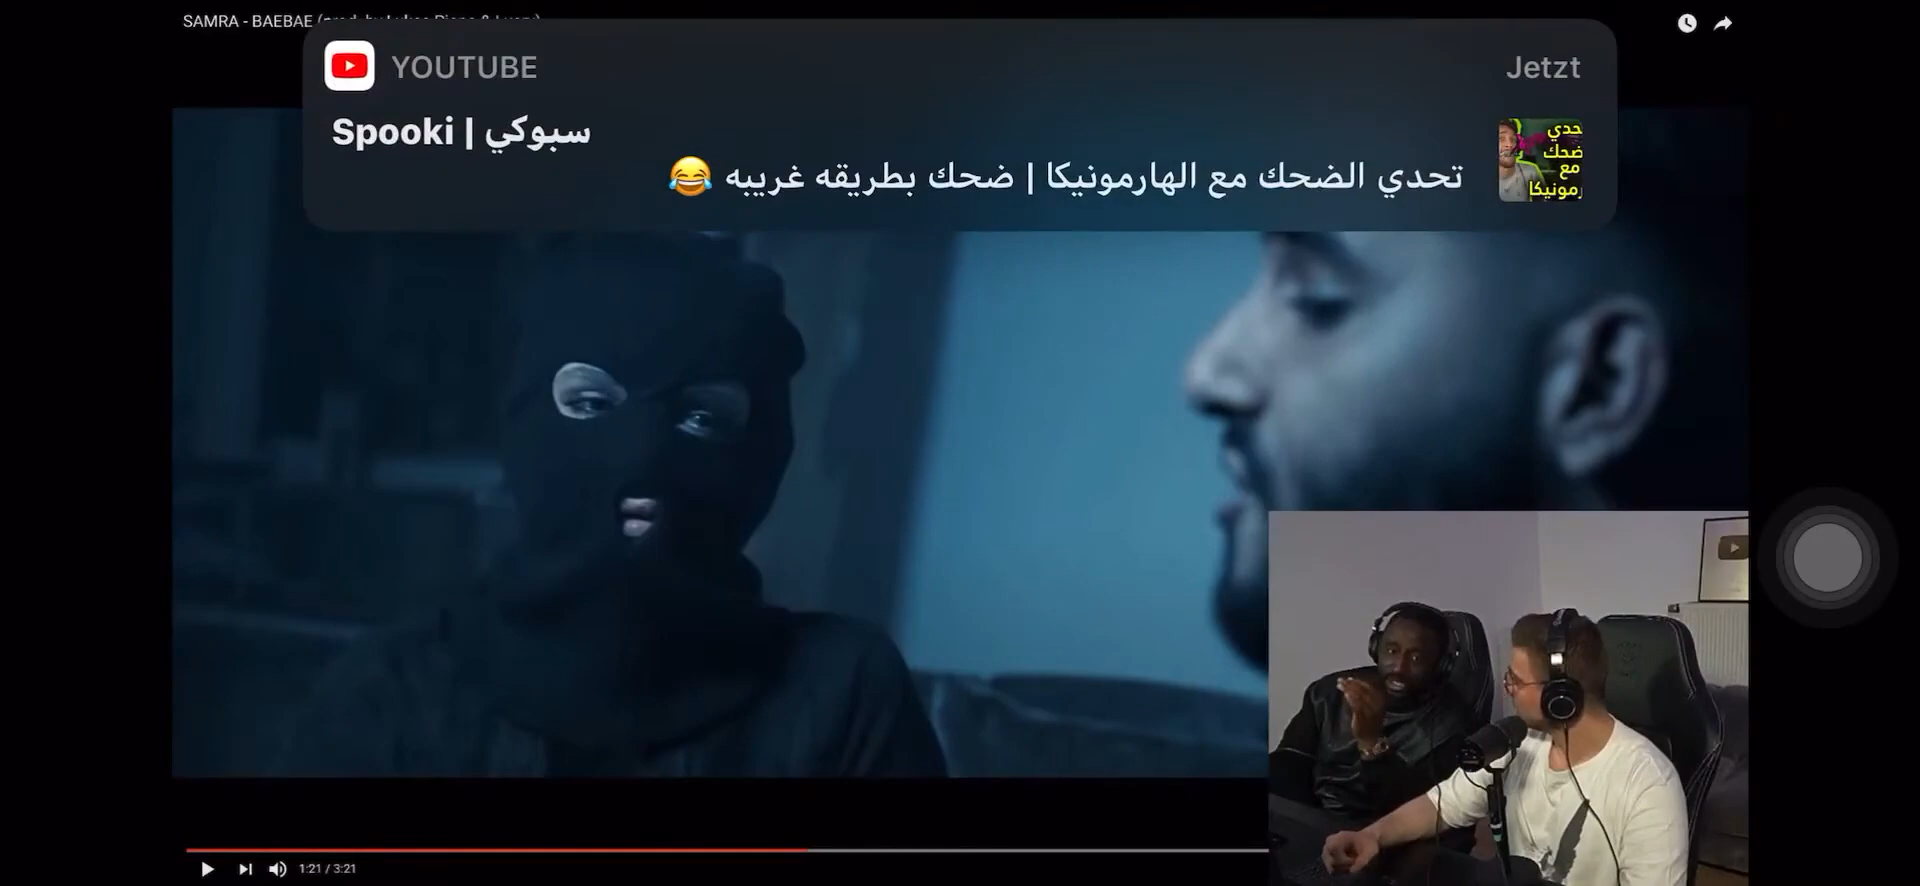 SAMRA - BAEBAE
YOUTUBE
Jetzt
Spooki | سبوكي
تحدي الضحك مع الهارمونيكا | ضحك بطريقه غريبه 😂
حدي
ضحك
مع
رمونيكا
1:21 / 3:21